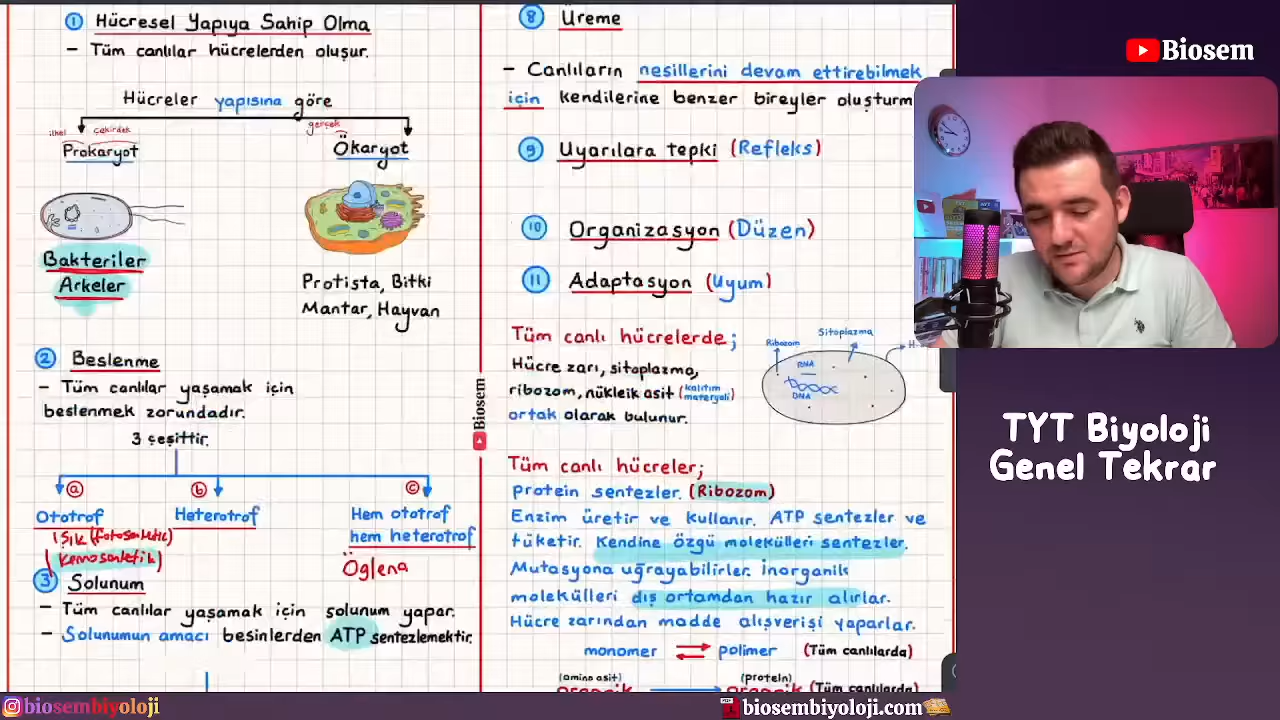 ① Hücresel Yapıya Sahip Olma
- Tüm canlılar hücrelerden oluşur.
Hücreler yapısına göre
ilkel çekirdek
gerçek
Prokaryot
Ökaryot
Bakteriler
Arkeler
Protista, Bitki
Mantar, Hayvan
② Beslenme
- Tüm canlılar yaşamak için
beslenmek zorundadır.
3 çeşittir.
ⓐ ⓑ ⓒ
Ototrof
Heterotrof
Hem ototrof
hem heterotrof
Işık (fotosentetik)
(Kemosentetik)
Öglena
③ Solunum
- Tüm canlılar yaşamak için solunum yapar.
- Solunumun amacı besinlerden ATP sentezlemektir.
Biosem
⑧ Üreme
- Canlıların nesillerini devam ettirebilmek
için kendilerine benzer bireyler oluşturm
⑨ Uyarılara tepki (Refleks)
⑩ Organizasyon (Düzen)
⑪ Adaptasyon (Uyum)
Tüm canlı hücrelerde;
Hücre zarı, sitoplazma,
ribozom, nükleik asit (kalıtım materyali)
ortak olarak bulunur.
Sitoplazma
Ribozom
H.
RNA
DNA
Tüm canlı hücreler;
Protein sentezler. (Ribozom)
Enzim üretir ve kullanır. ATP sentezler ve
tüketir. Kendine özgü molekülleri sentezler.
Mutasyona uğrayabilirler. İnorganik
molekülleri dış ortamdan hazır alırlar.
Hücre zarından madde alışverişi yaparlar.
monomer ⇄ polimer (Tüm canlılarda)
(amino asit) (protein)
organik → organik (Tüm canlılarda)
Biosem
TYT Biyoloji
Genel Tekrar
biosembiyoloji
biosembiyoloji.com